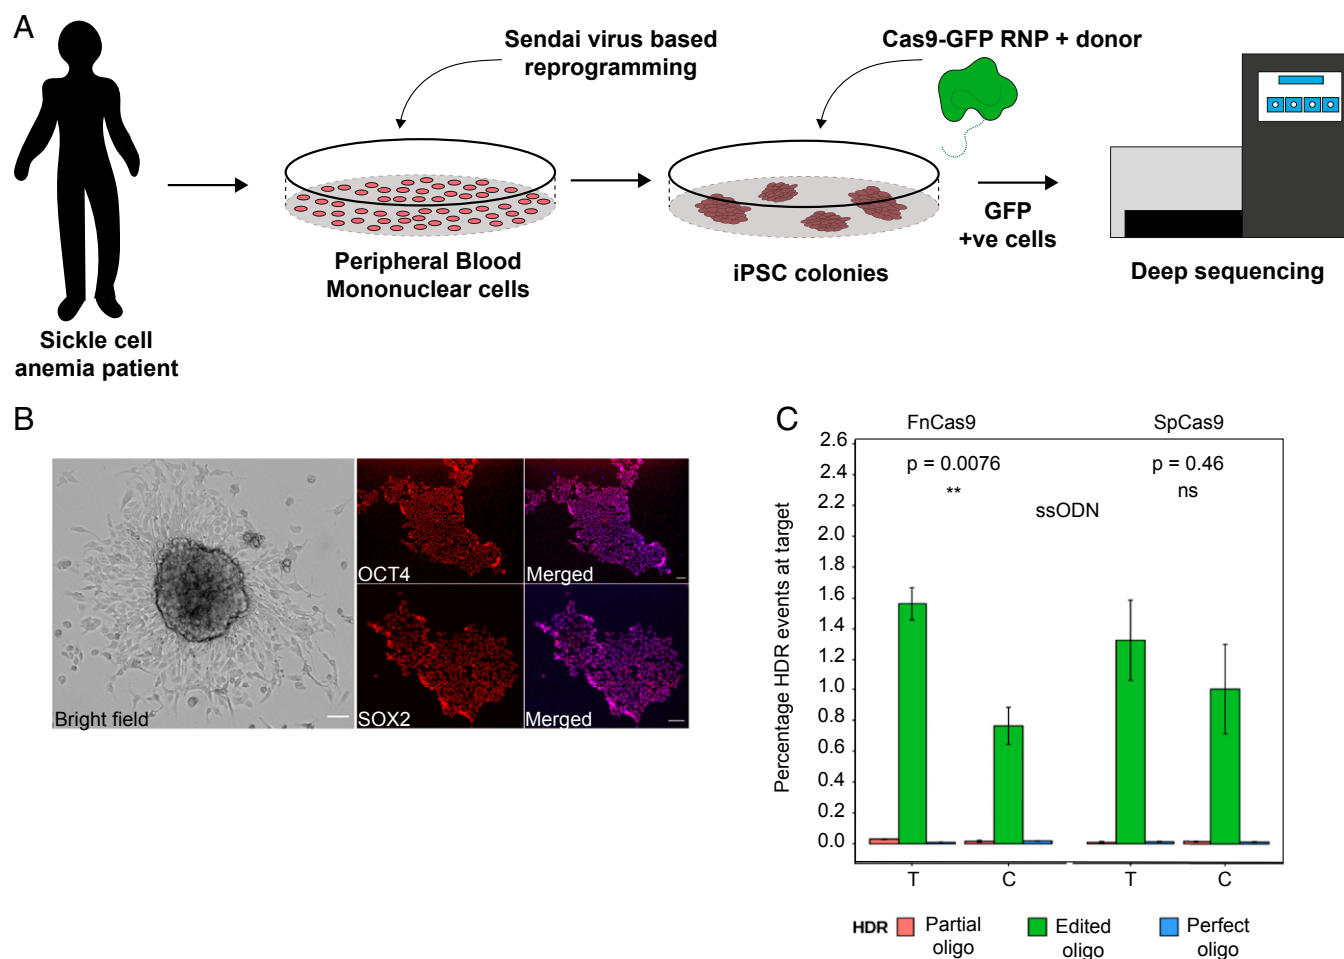 A
Sendai virus based
reprogramming
Cas9-GFP RNP + donor
GFP
+ve cells
Peripheral Blood
Mononuclear cells
iPSC colonies
Deep sequencing
Sickle cell
anemia patient
B
Bright field
OCT4
Merged
SOX2
Merged
C
FnCas9
SpCas9
p = 0.0076
**
p = 0.46
ns
ssODN
Percentage HDR events at target
2.6
2.4
2.2
2.0
1.8
1.6
1.4
1.2
1.0
0.8
0.6
0.4
0.2
0.0
T
C
T
C
HDR
Partial
oligo
Edited
oligo
Perfect
oligo